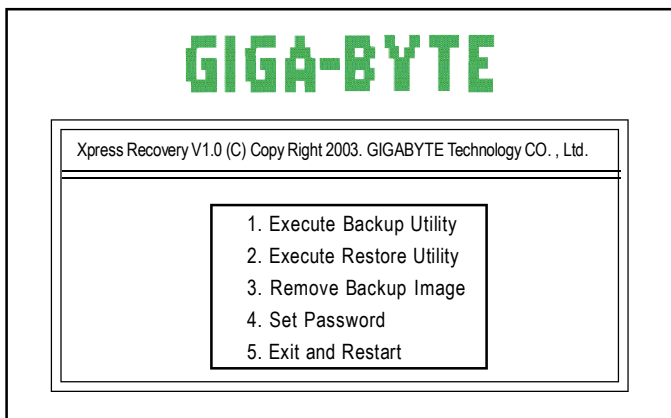 GIGA-BYTE
Xpress Recovery V1.0 (C) Copy Right 2003. GIGABYTE Technology CO. , Ltd.
1. Execute Backup Utility
2. Execute Restore Utility
3. Remove Backup Image
4. Set Password
5. Exit and Restart